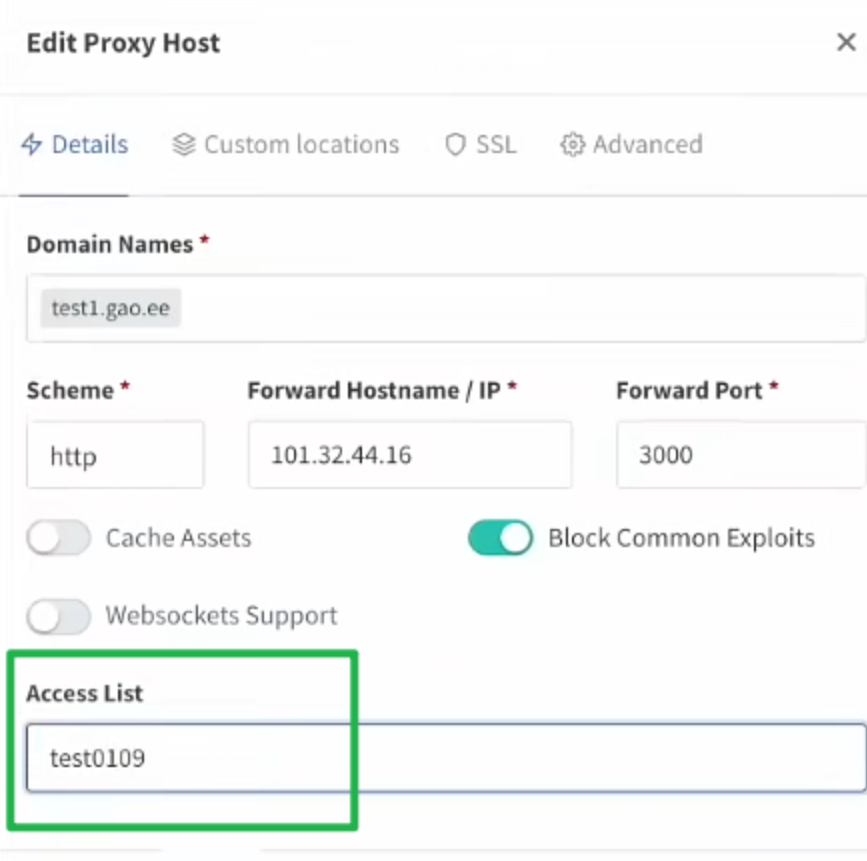 Edit Proxy Host
Details Custom locations SSL Advanced
Domain Names *
test1.gao.ee
Scheme * Forward Hostname / IP * Forward Port *
http 101.32.44.16 3000
Cache Assets Block Common Exploits
Websockets Support
Access List
test0109